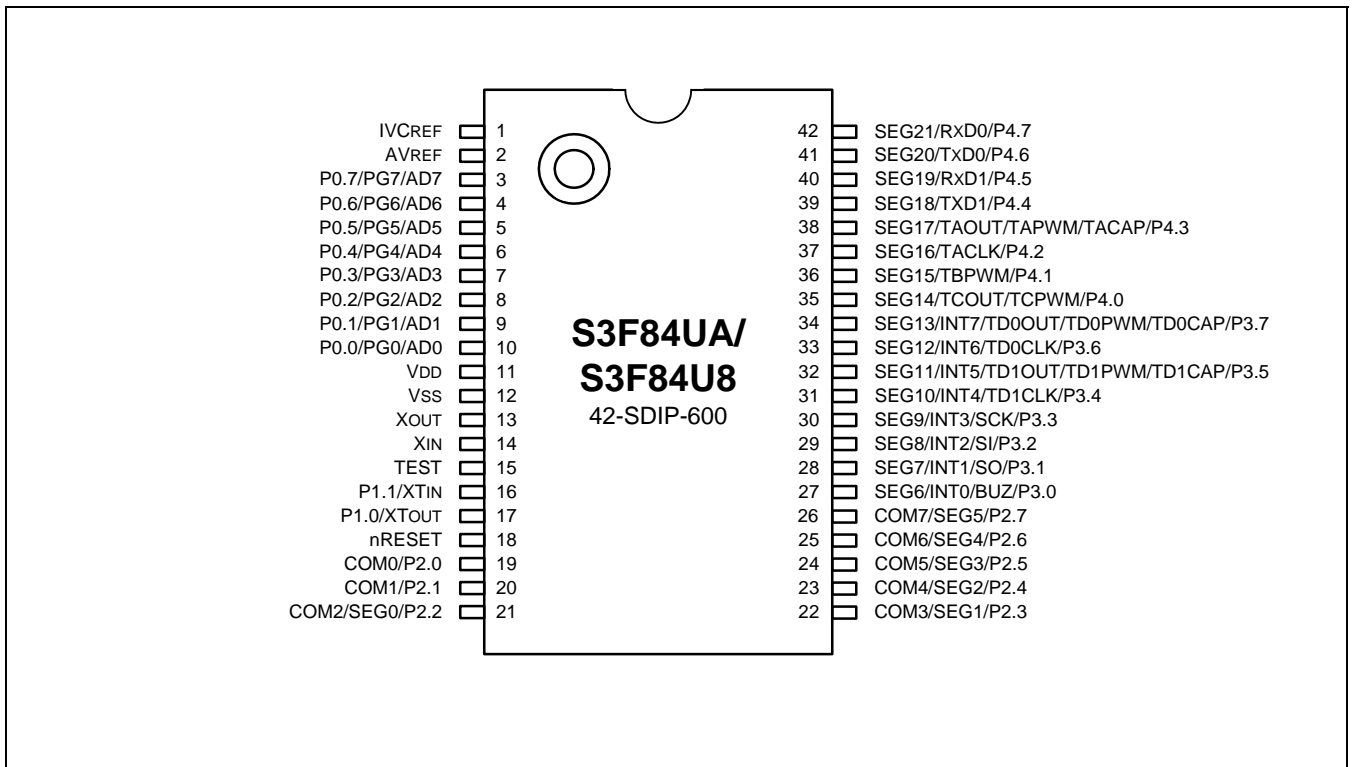 IVCREF 1
AVREF 2
P0.7/PG7/AD7 3
P0.6/PG6/AD6 4
P0.5/PG5/AD5 5
P0.4/PG4/AD4 6
P0.3/PG3/AD3 7
P0.2/PG2/AD2 8
P0.1/PG1/AD1 9
P0.0/PG0/AD0 10
VDD 11
VSS 12
XOUT 13
XIN 14
TEST 15
P1.1/XTIN 16
P1.0/XTOUT 17
nRESET 18
COM0/P2.0 19
COM1/P2.1 20
COM2/SEG0/P2.2 21
S3F84UA/
S3F84U8
42-SDIP-600
42 SEG21/RXD0/P4.7
41 SEG20/TXD0/P4.6
40 SEG19/RXD1/P4.5
39 SEG18/TXD1/P4.4
38 SEG17/TAOUT/TAPWM/TACAP/P4.3
37 SEG16/TACLK/P4.2
36 SEG15/TBPWM/P4.1
35 SEG14/TCOUT/TCPWM/P4.0
34 SEG13/INT7/TD0OUT/TD0PWM/TD0CAP/P3.7
33 SEG12/INT6/TD0CLK/P3.6
32 SEG11/INT5/TD1OUT/TD1PWM/TD1CAP/P3.5
31 SEG10/INT4/TD1CLK/P3.4
30 SEG9/INT3/SCK/P3.3
29 SEG8/INT2/SI/P3.2
28 SEG7/INT1/SO/P3.1
27 SEG6/INT0/BUZ/P3.0
26 COM7/SEG5/P2.7
25 COM6/SEG4/P2.6
24 COM5/SEG3/P2.5
23 COM4/SEG2/P2.4
22 COM3/SEG1/P2.3